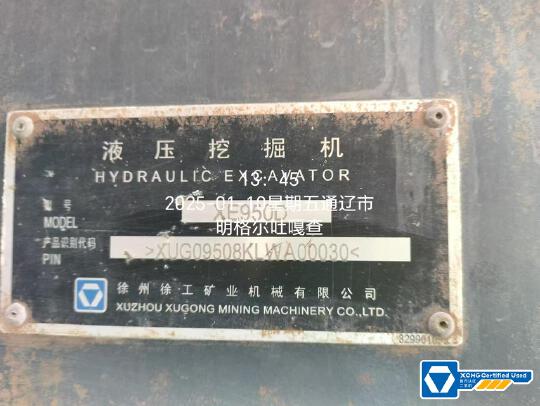 液压挖掘机
HYDRAULIC EXCAVATOR
13:45
型号
MODEL
XE950D
2025-01-10星期五通辽市
明格尔吐嘎查
产品识别代码
PIN
>XUG09508KLWA00030<
徐州徐工矿业机械有限公司
XUZHOU XUGONG MINING MACHINERY CO.,LTD.
XCMG Certified Used